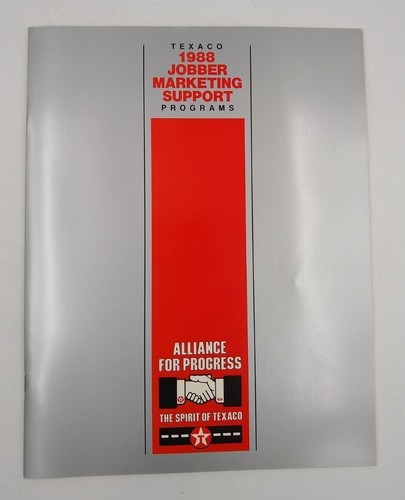 TEXACO
1988
JOBBER
MARKETING
SUPPORT
PROGRAMS
ALLIANCE
FOR PROGRESS
THE SPIRIT OF TEXACO
T